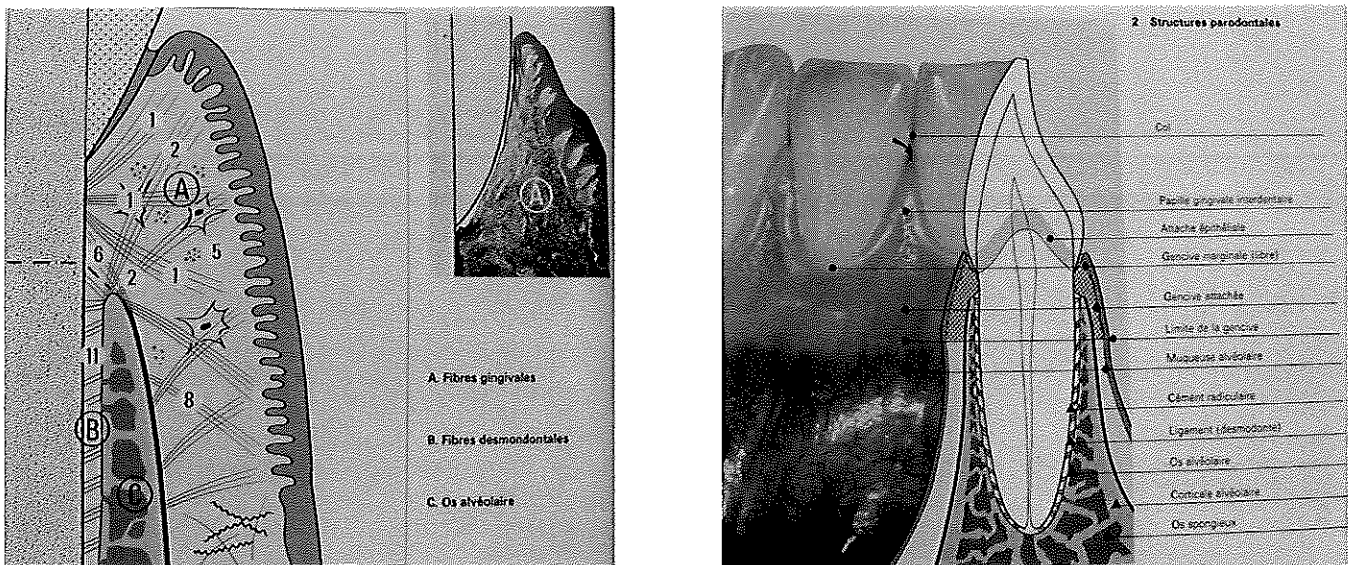 1
2
1
A
6
5
2
1
11
8
B
C
A
A. Fibres gingivales
B. Fibres desmondontales
C. Os alvéolaire
2 Structures parodontales
Col
Papille gingivale interdentaire
Attache épithéliale
Gencive marginale (libre)
Gencive attachée
Limite de la gencive
Muqueuse alvéolaire
Cément radiculaire
Ligament (desmodonte)
Os alvéolaire
Corticale alvéolaire
Os spongieux